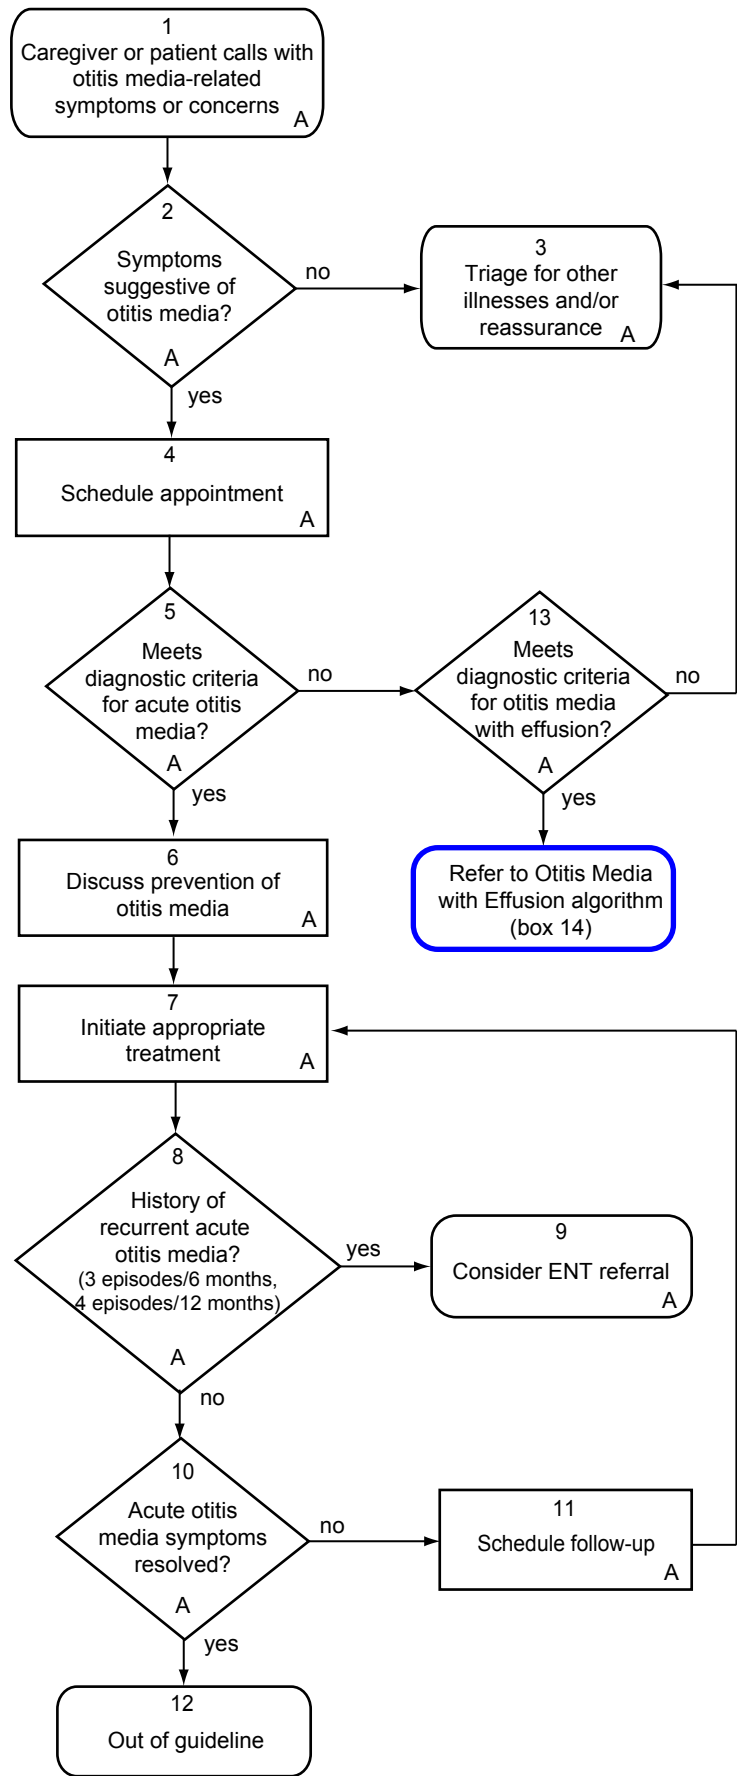 1
Caregiver or patient calls with
otitis media-related
symptoms or concerns
A
2
Symptoms
suggestive of
otitis media?
A
no
yes
3
Triage for other
illnesses and/or
reassurance
A
4
Schedule appointment
A
5
Meets
diagnostic criteria
for acute otitis
media?
A
no
yes
13
Meets
diagnostic criteria
for otitis media
with effusion?
A
no
yes
Refer to Otitis Media
with Effusion algorithm
(box 14)
6
Discuss prevention of
otitis media
A
7
Initiate appropriate
treatment
A
8
History of
recurrent acute
otitis media?
(3 episodes/6 months,
4 episodes/12 months)
A
yes
no
9
Consider ENT referral
A
10
Acute otitis
media symptoms
resolved?
A
no
yes
11
Schedule follow-up
A
12
Out of guideline